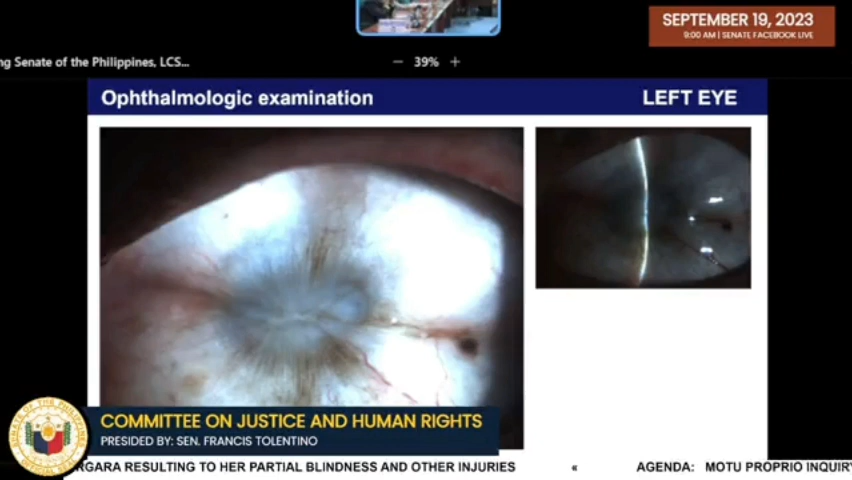 SEPTEMBER 19, 2023
9:00 AM | SENATE FACEBOOK LIVE
ng Senate of the Philippines, LCS...
39%
Ophthalmologic examination
LEFT EYE
COMMITTEE ON JUSTICE AND HUMAN RIGHTS
PRESIDED BY: SEN. FRANCIS TOLENTINO
RGARA RESULTING TO HER PARTIAL BLINDNESS AND OTHER INJURIES « AGENDA: MOTU PROPRIO INQUIRY